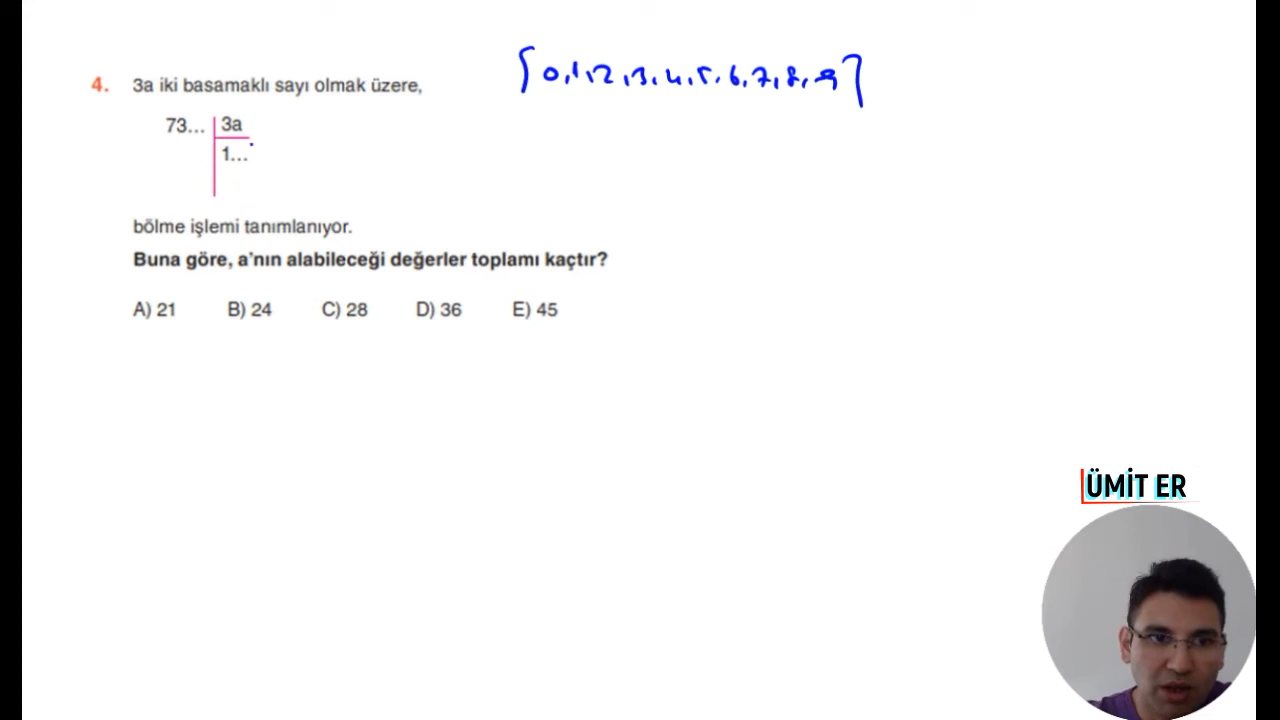 {0,1,2,3,4,5,6,7,8,9}
4. 3a iki basamaklı sayı olmak üzere,
73... 3a
1...
bölme işlemi tanımlanıyor.
Buna göre, a'nın alabileceği değerler toplamı kaçtır?
A) 21 B) 24 C) 28 D) 36 E) 45
ÜMİT ER